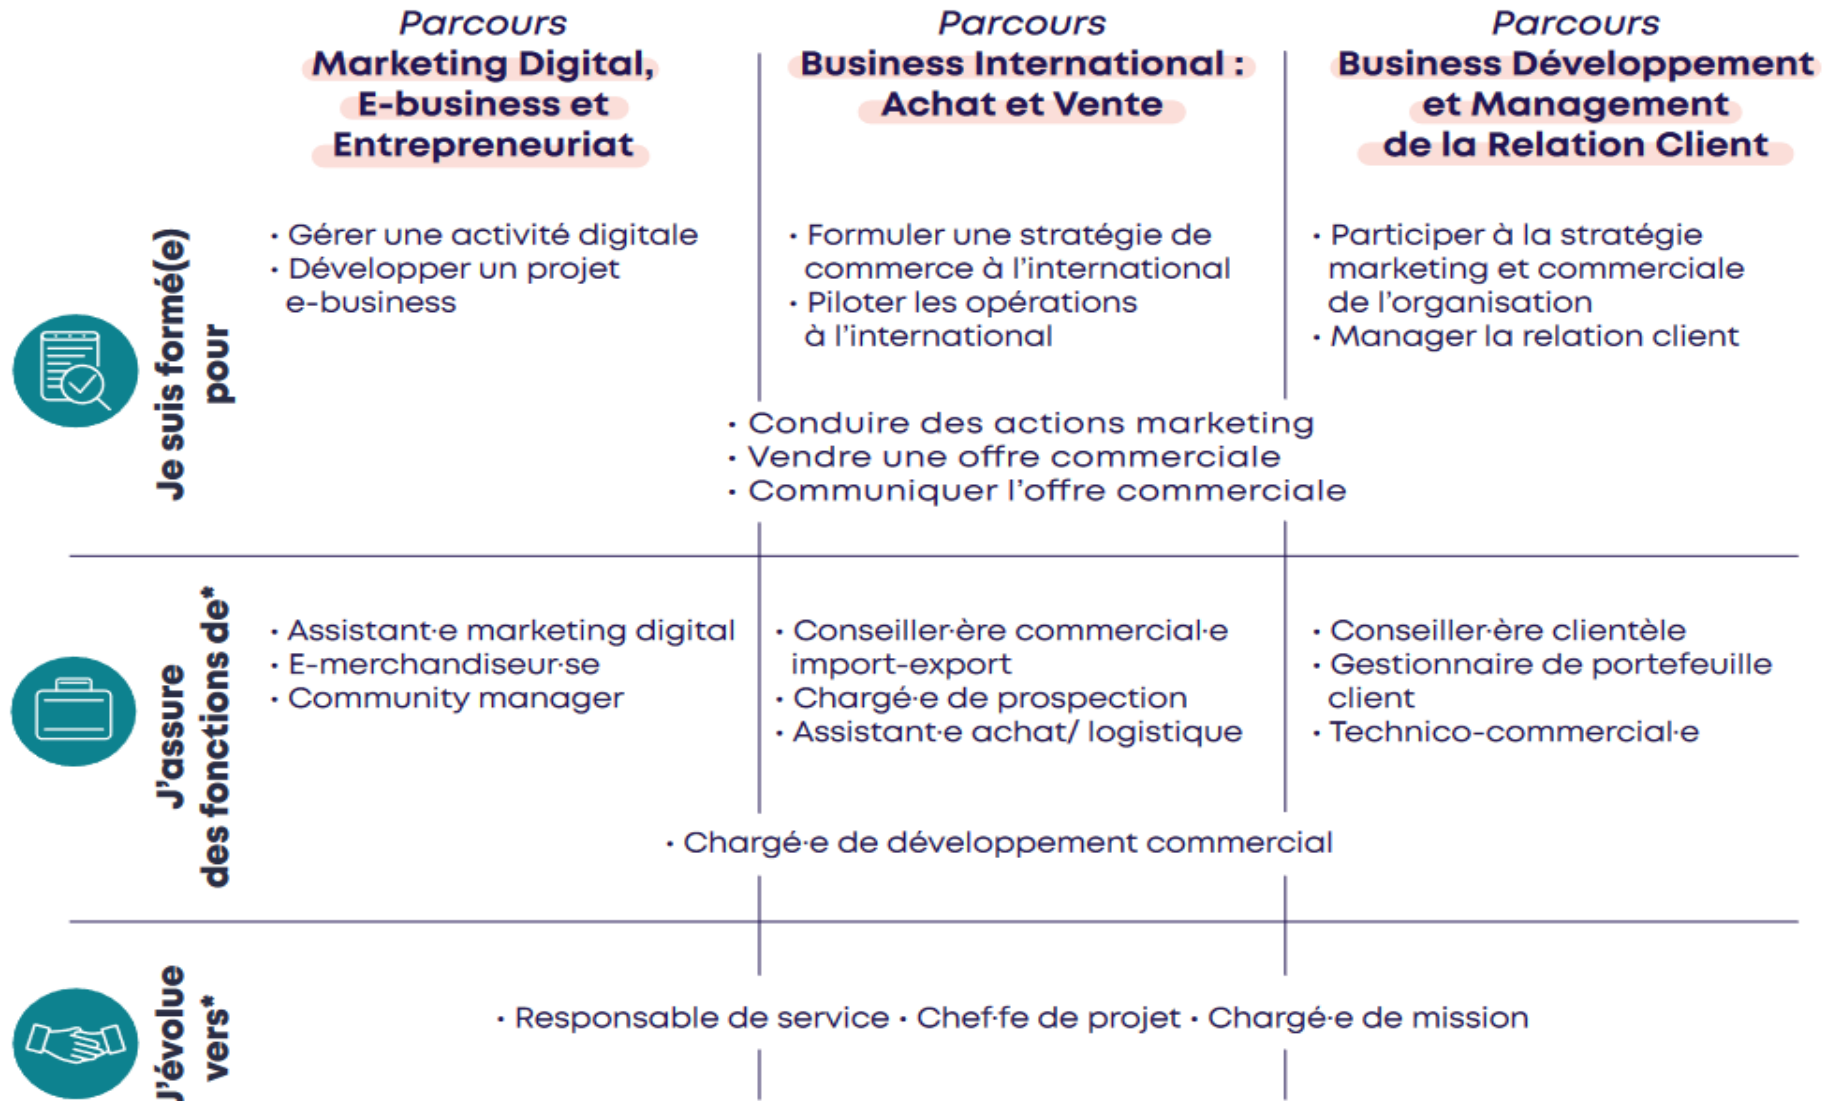 Parcours
Marketing Digital,
E-business et
Entrepreneuriat
Parcours
Business International :
Achat et Vente
Parcours
Business Développement
et Management
de la Relation Client
Je suis formé(e)
pour
· Gérer une activité digitale
· Développer un projet
e-business
· Formuler une stratégie de
commerce à l'international
· Piloter les opérations
à l'international
· Participer à la stratégie
marketing et commerciale
de l'organisation
· Manager la relation client
· Conduire des actions marketing
· Vendre une offre commerciale
· Communiquer l'offre commerciale
J'assure
des fonctions de*
· Assistant·e marketing digital
· E-merchandiseur·se
· Community manager
· Conseiller·ère commercial·e
import-export
· Chargé·e de prospection
· Assistant·e achat/ logistique
· Conseiller·ère clientèle
· Gestionnaire de portefeuille
client
· Technico-commercial·e
· Chargé·e de développement commercial
J'évolue
vers*
· Responsable de service · Chef·fe de projet · Chargé·e de mission